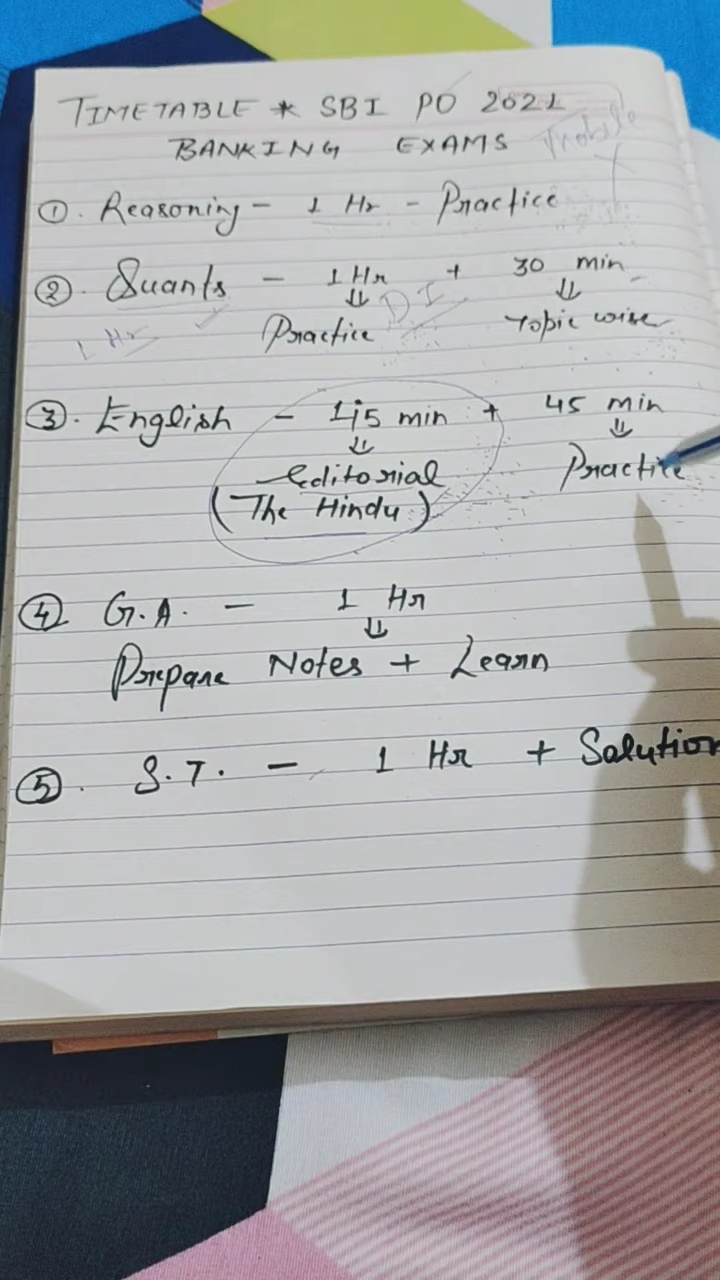 TIMETABLE * SBI PO 2021
BANKING EXAMS
① Reasoning - 1 Hr - Practice
② Quants - 1 Hr + 30 min
⇓ ⇓
1 Hr Practice DI Topic wise
③ English - 15 min + 45 min
⇓ ⇓
Editorial Practice
(The Hindu)
④ G.A. - 1 Hr
⇓
Prepare Notes + Learn
⑤ S.T. - 1 Hr + Solution